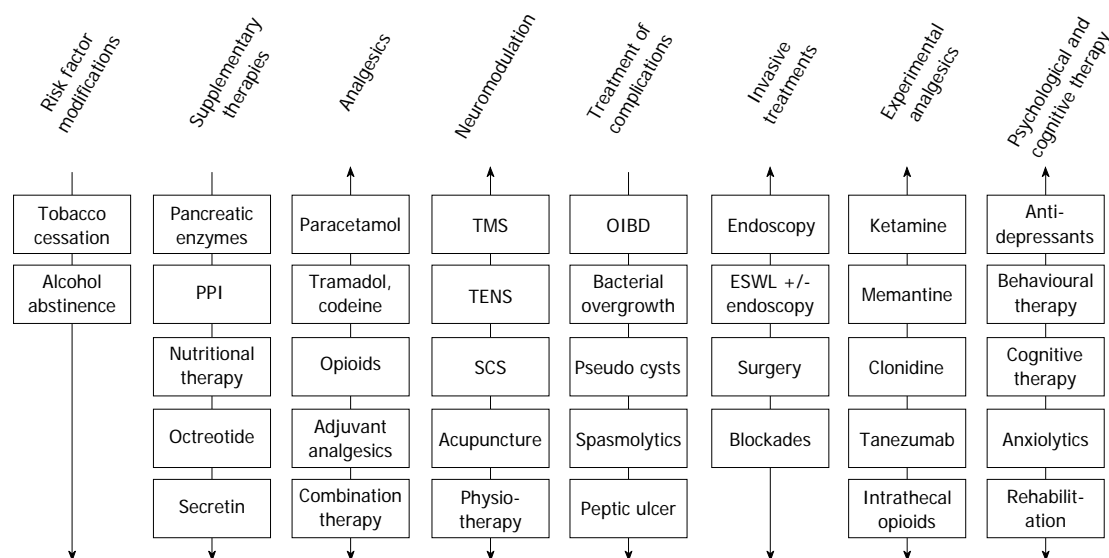 Risk factor
modifications
Supplementary
therapies
Analgesics
Neuromodulation
Treatment of
complications
Invasive
treatments
Experimental
analgesics
Psychological and
cognitive therapy
Tobacco
cessation
Alcohol
abstinence
Pancreatic
enzymes
PPI
Nutritional
therapy
Octreotide
Secretin
Paracetamol
Tramadol,
codeine
Opioids
Adjuvant
analgesics
Combination
therapy
TMS
TENS
SCS
Acupuncture
Physio-
therapy
OIBD
Bacterial
overgrowth
Pseudo cysts
Spasmolytics
Peptic ulcer
Endoscopy
ESWL +/-
endoscopy
Surgery
Blockades
Ketamine
Memantine
Clonidine
Tanezumab
Intrathecal
opioids
Anti-
depressants
Behavioural
therapy
Cognitive
therapy
Anxiolytics
Rehabilit-
ation